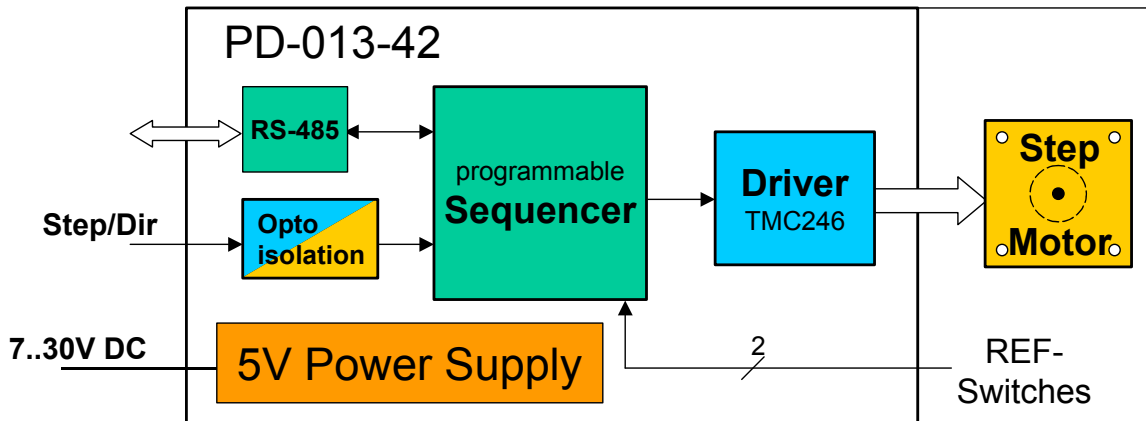 PD-013-42
RS-485
programmable
Sequencer
Driver
TMC246
Step
Motor
Step/Dir
Opto
isolation
7..30V DC
5V Power Supply
2
REF-
Switches